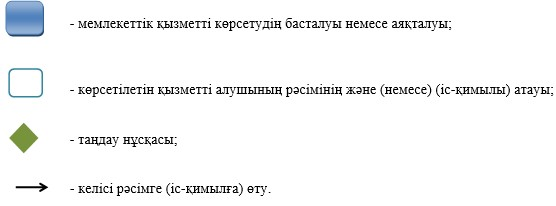 - мемлекеттік қызметті көрсетудің басталуы немесе аяқталуы;
- көрсетілетін қызметті алушының рәсімінің және (немесе) (іс-қимылы) атауы;
- таңдау нұсқасы;
- келісі рәсімге (іс-қимылға) өту.